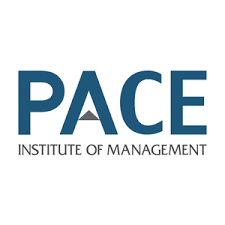 PACE
INSTITUTE OF MANAGEMENT